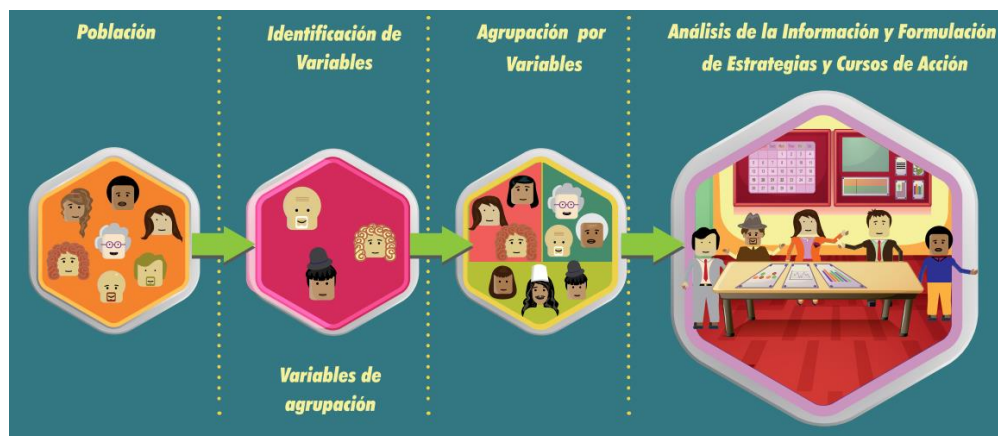 Población
Identificación de
Variables
Agrupación por
Variables
Análisis de la Información y Formulación
de Estrategias y Cursos de Acción
Variables de
agrupación